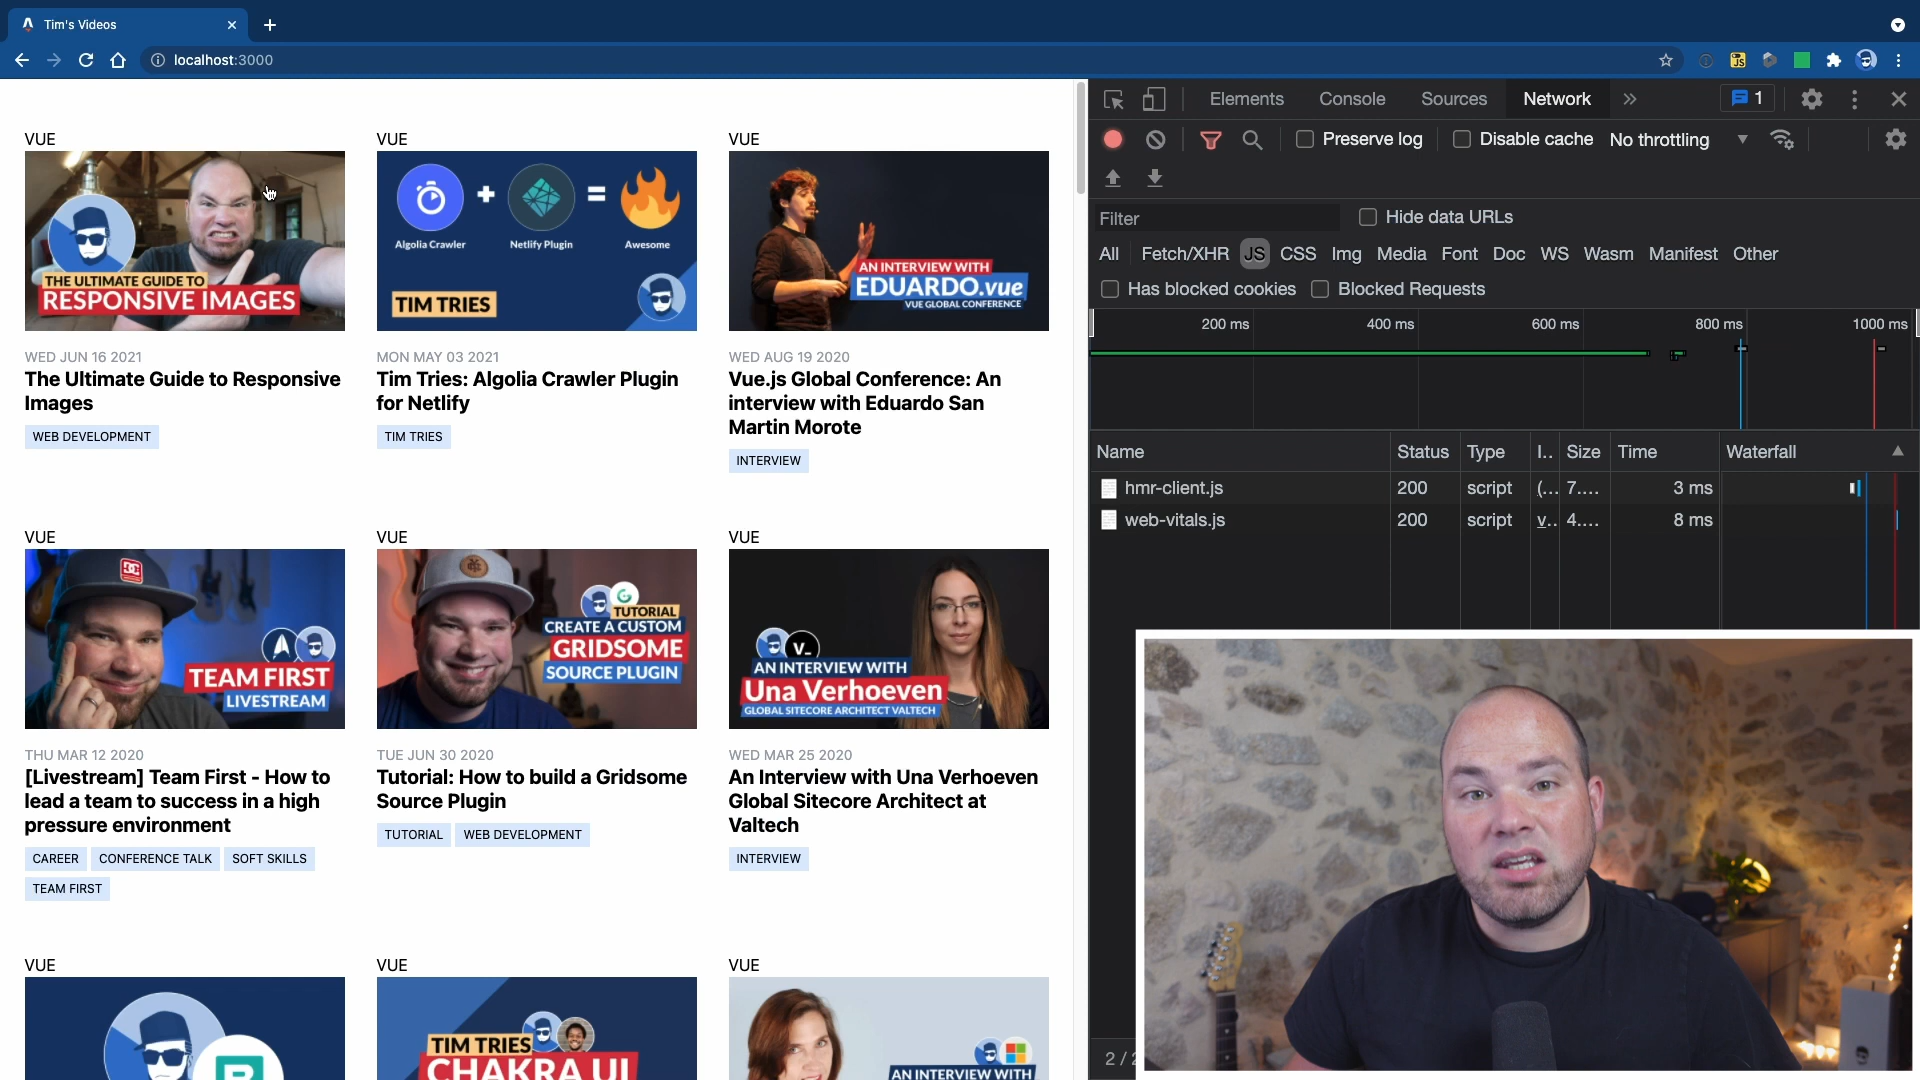 Tim's Videos
localhost:3000
VUE
THE ULTIMATE GUIDE TO
RESPONSIVE IMAGES
WED JUN 16 2021
The Ultimate Guide to Responsive
Images
WEB DEVELOPMENT
VUE
Algolia Crawler
Netlify Plugin
Awesome
TIM TRIES
MON MAY 03 2021
Tim Tries: Algolia Crawler Plugin
for Netlify
TIM TRIES
VUE
AN INTERVIEW WITH
EDUARDO.vue
VUE GLOBAL CONFERENCE
WED AUG 19 2020
Vue.js Global Conference: An
interview with Eduardo San
Martin Morote
INTERVIEW
VUE
TEAM FIRST
LIVESTREAM
THU MAR 12 2020
[Livestream] Team First - How to
lead a team to success in a high
pressure environment
CAREER CONFERENCE TALK SOFT SKILLS
TEAM FIRST
VUE
TUTORIAL
CREATE A CUSTOM
GRIDSOME
SOURCE PLUGIN
TUE JUN 30 2020
Tutorial: How to build a Gridsome
Source Plugin
TUTORIAL WEB DEVELOPMENT
VUE
V_
AN INTERVIEW WITH
Una Verhoeven
GLOBAL SITECORE ARCHITECT VALTECH
WED MAR 25 2020
An Interview with Una Verhoeven
Global Sitecore Architect at
Valtech
INTERVIEW
VUE
VUE
TIM TRIES
CHAKRA UI
VUE
AN INTERVIEW WITH
Elements Console Sources Network 1
Preserve log Disable cache No throttling
Filter Hide data URLs
All Fetch/XHR JS CSS Img Media Font Doc WS Wasm Manifest Other
Has blocked cookies Blocked Requests
200 ms 400 ms 600 ms 800 ms 1000 ms
Name Status Type I.. Size Time Waterfall
hmr-client.js 200 script (... 7.... 3 ms
web-vitals.js 200 script v.. 4.... 8 ms
2 /